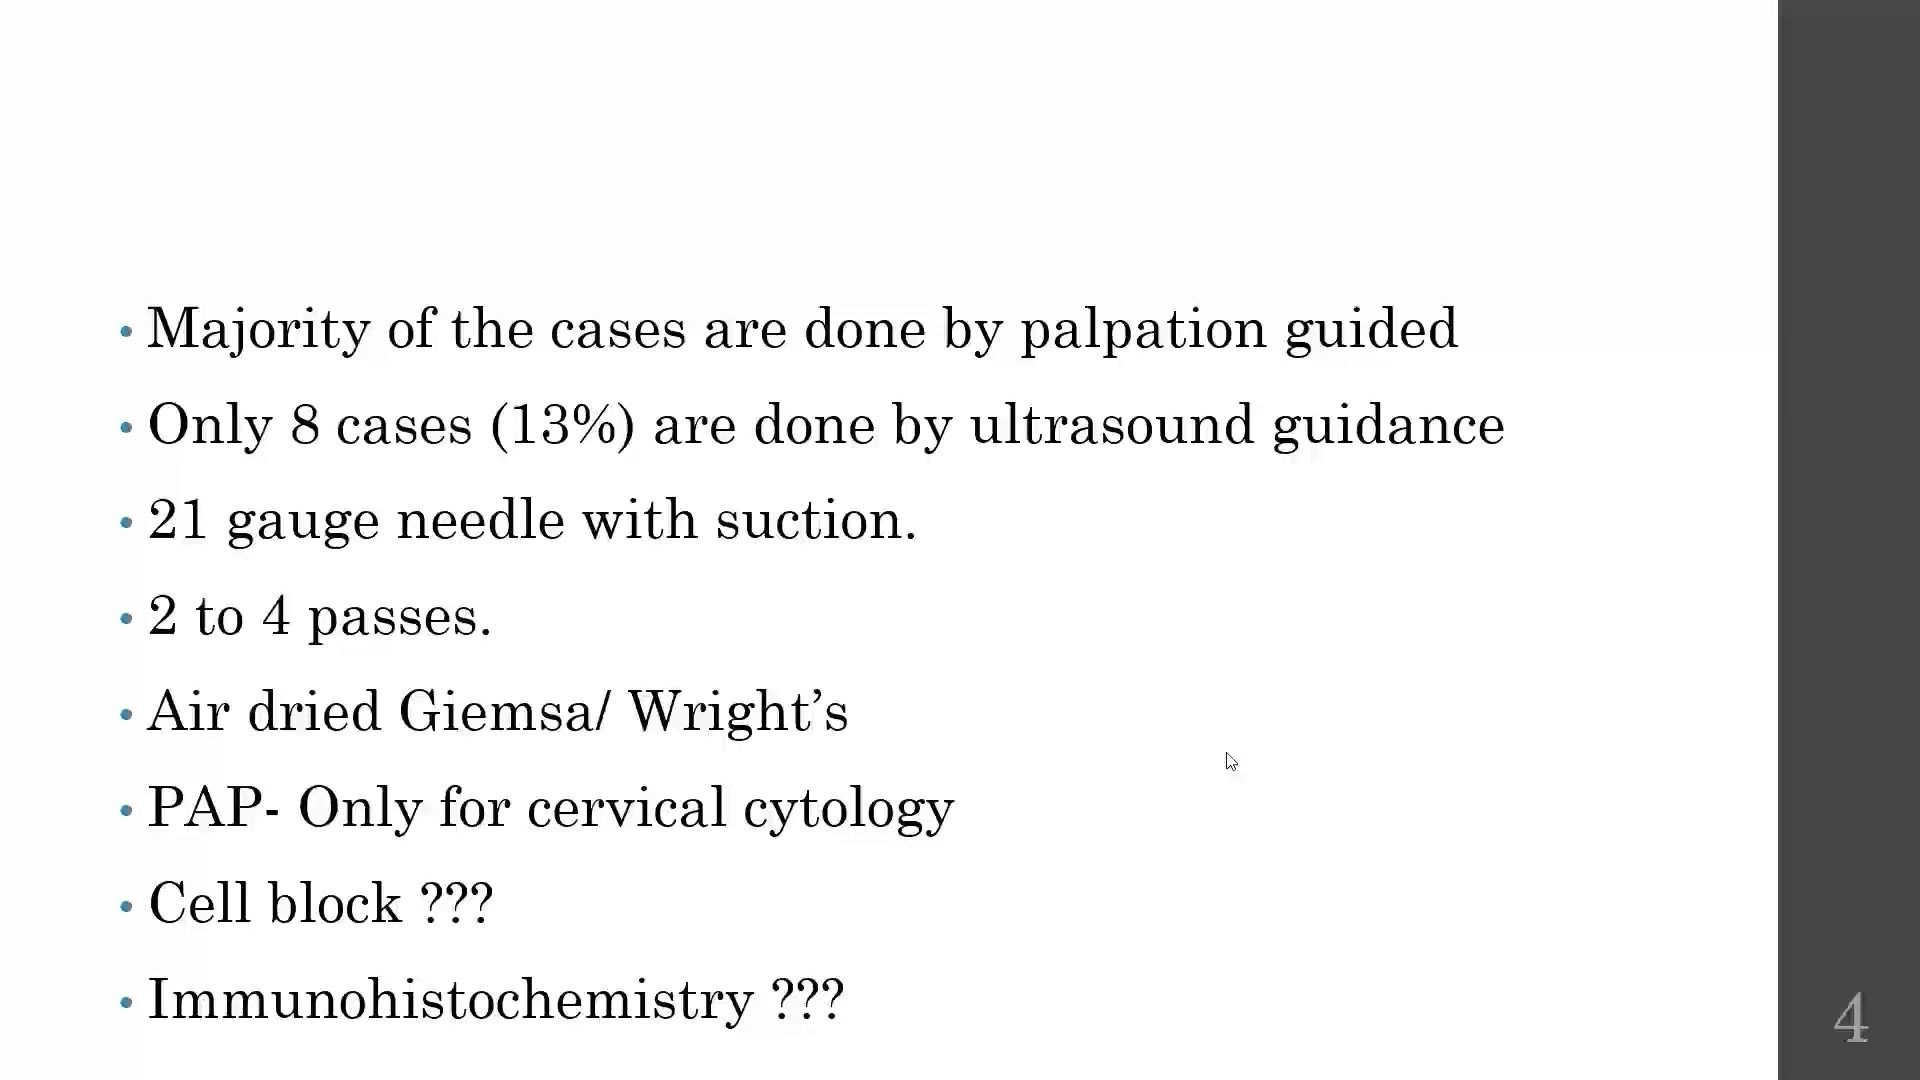 • Majority of the cases are done by palpation guided
• Only 8 cases (13%) are done by ultrasound guidance
• 21 gauge needle with suction.
• 2 to 4 passes.
• Air dried Giemsa/ Wright’s
• PAP- Only for cervical cytology
• Cell block ???
• Immunohistochemistry ???
4